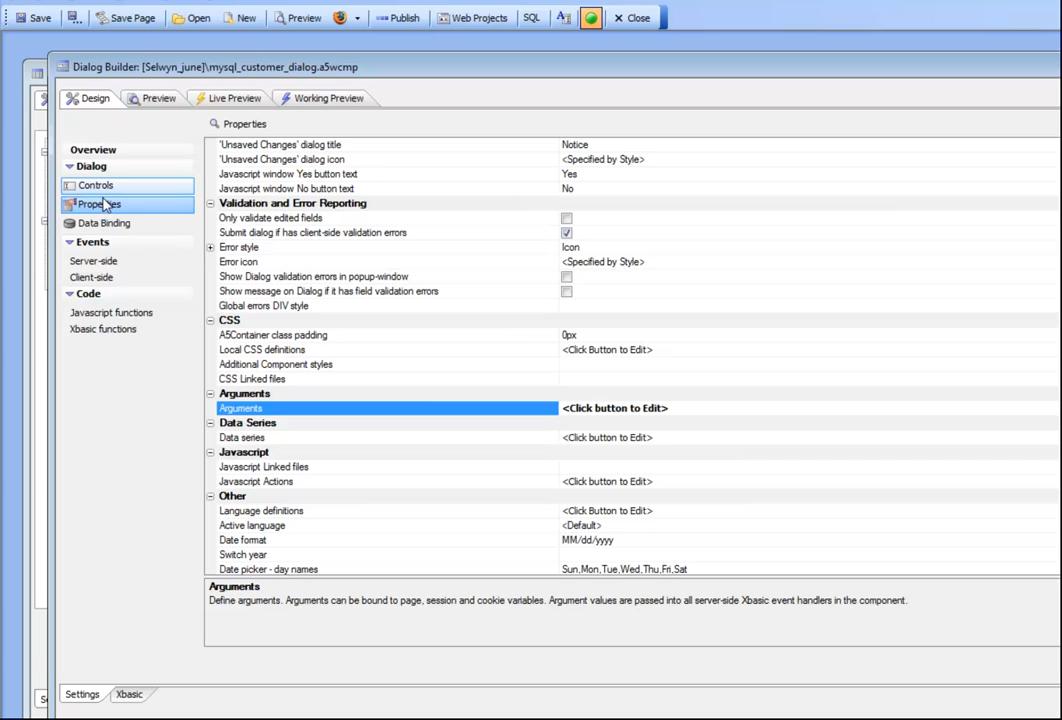 Save Save Page Open New Preview Publish Web Projects SQL Close
Dialog Builder: [Selwyn_june]\mysql_customer_dialog.a5wcmp
Design Preview Live Preview Working Preview
Overview
Dialog
Controls
Properties
Data Binding
Events
Server-side
Client-side
Code
Javascript functions
Xbasic functions
Properties
'Unsaved Changes' dialog title Notice
'Unsaved Changes' dialog icon <Specified by Style>
Javascript window Yes button text Yes
Javascript window No button text No
Validation and Error Reporting
Only validate edited fields
Submit dialog if has client-side validation errors
Error style Icon
Error icon <Specified by Style>
Show Dialog validation errors in popup-window
Show message on Dialog if it has field validation errors
Global errors DIV style
CSS
A5Container class padding 0px
Local CSS definitions <Click Button to Edit>
Additional Component styles
CSS Linked files
Arguments
Arguments <Click button to Edit>
Data Series
Data series <Click button to Edit>
Javascript
Javascript Linked files
Javascript Actions <Click button to Edit>
Other
Language definitions <Click Button to Edit>
Active language <Default>
Date format MM/dd/yyyy
Switch year
Date picker - day names Sun,Mon,Tue,Wed,Thu,Fri,Sat
Arguments
Define arguments. Arguments can be bound to page, session and cookie variables. Argument values are passed into all server-side Xbasic event handlers in the component.
Settings Xbasic